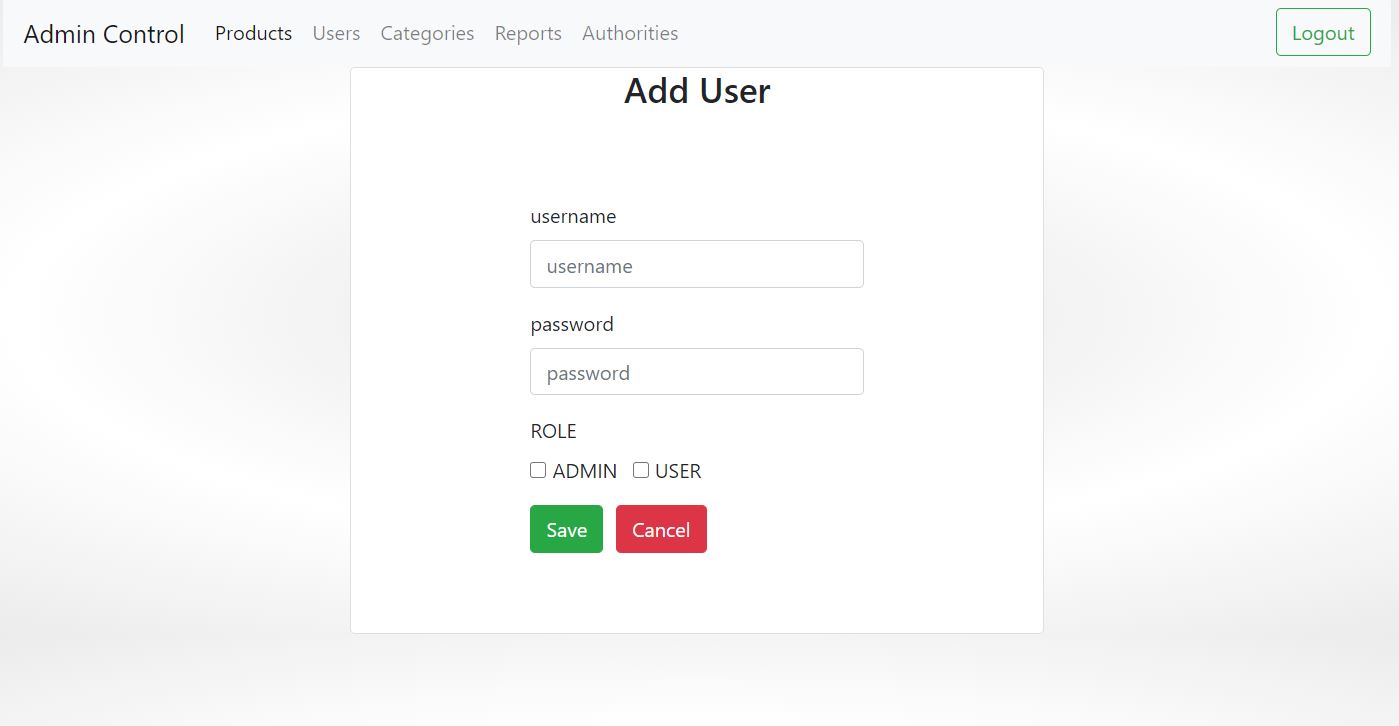 Admin Control Products Users Categories Reports Authorities Logout
Add User
username
username
password
password
ROLE
ADMIN USER
Save Cancel